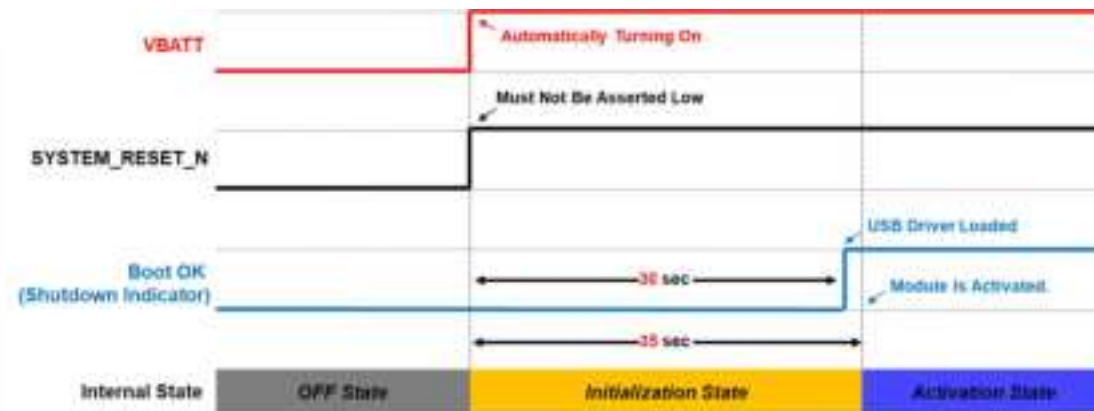 VBATT
Automatically Turning On
Must Not Be Asserted Low
SYSTEM_RESET_N
USB Driver Loaded
Boot OK
(Shutdown Indicator)
30 sec
Module is Activated.
35 sec
Internal State
OFF State
Initialization State
Activation State